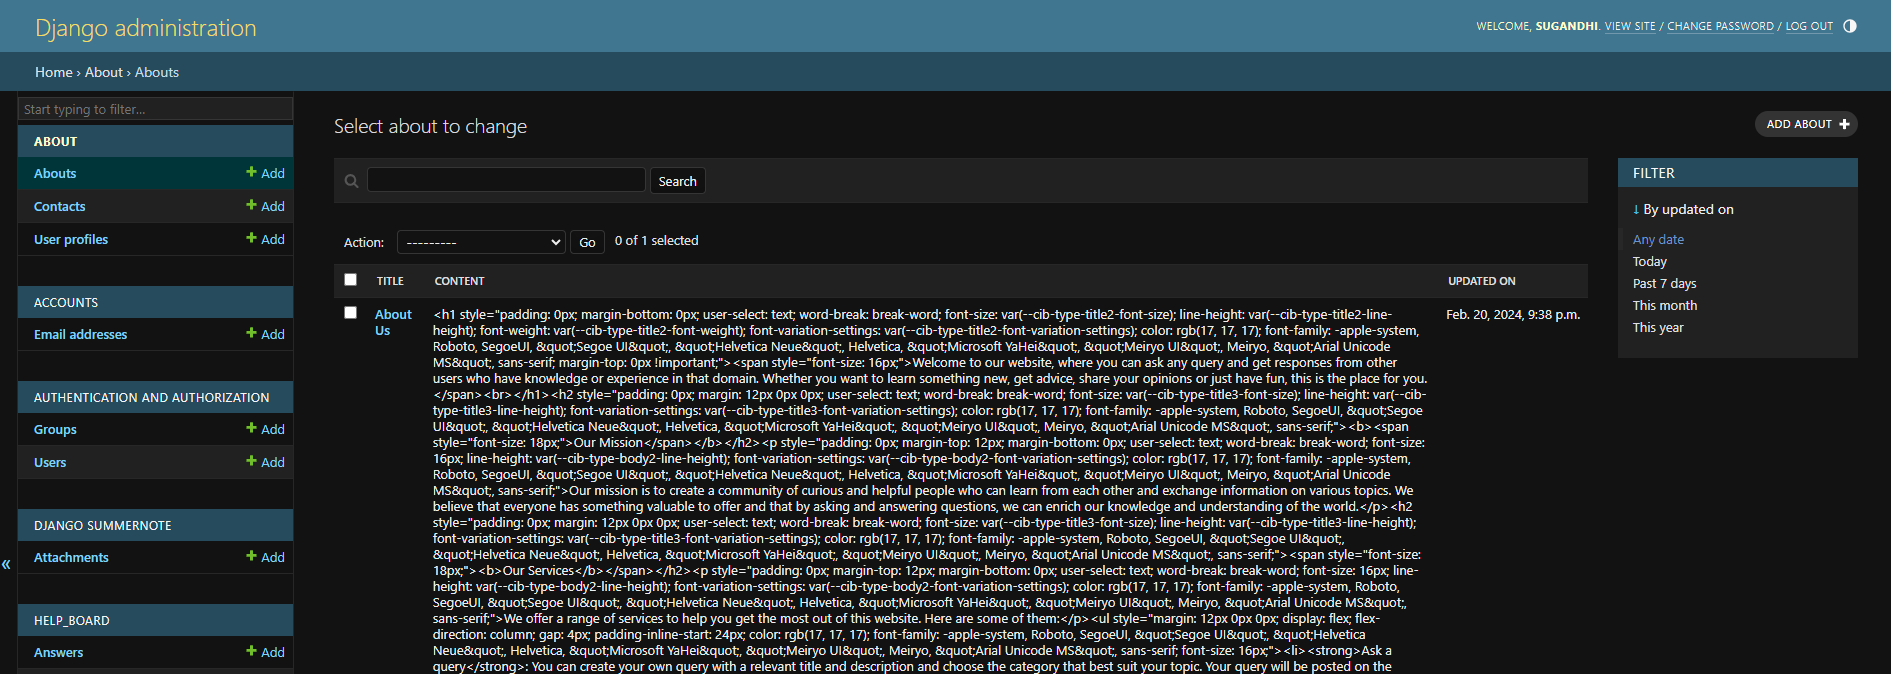 Django administration
WELCOME, SUGANDHI. VIEW SITE / CHANGE PASSWORD / LOG OUT
Home › About › Abouts
Start typing to filter...
ABOUT
Abouts + Add
Contacts + Add
User profiles + Add
ACCOUNTS
Email addresses + Add
AUTHENTICATION AND AUTHORIZATION
Groups + Add
Users + Add
DJANGO SUMMERNOTE
Attachments + Add
HELP_BOARD
Answers + Add
«
Select about to change
ADD ABOUT +
Search
Action: --------- Go 0 of 1 selected
TITLE CONTENT UPDATED ON
About
Us
<h1 style="padding: 0px; margin-bottom: 0px; user-select: text; word-break: break-word; font-size: var(--cib-type-title2-font-size); line-height: var(--cib-type-title2-line-
height); font-weight: var(--cib-type-title2-font-weight); font-variation-settings: var(--cib-type-title2-font-variation-settings); color: rgb(17, 17, 17); font-family: -apple-system,
Roboto, SegoeUI, &quot;Segoe UI&quot;, &quot;Helvetica Neue&quot;, Helvetica, &quot;Microsoft YaHei&quot;, &quot;Meiryo UI&quot;, Meiryo, &quot;Arial Unicode
MS&quot;, sans-serif; margin-top: 0px !important;"><span style="font-size: 16px;">Welcome to our website, where you can ask any query and get responses from other
users who have knowledge or experience in that domain. Whether you want to learn something new, get advice, share your opinions or just have fun, this is the place for you.
</span><br></h1><h2 style="padding: 0px; margin: 12px 0px 0px; user-select: text; word-break: break-word; font-size: var(--cib-type-title3-font-size); line-height: var(--cib-
type-title3-line-height); font-variation-settings: var(--cib-type-title3-font-variation-settings); color: rgb(17, 17, 17); font-family: -apple-system, Roboto, SegoeUI, &quot;Segoe
UI&quot;, &quot;Helvetica Neue&quot;, Helvetica, &quot;Microsoft YaHei&quot;, &quot;Meiryo UI&quot;, Meiryo, &quot;Arial Unicode MS&quot;, sans-serif;"><b><span
style="font-size: 18px;">Our Mission</span></b></h2><p style="padding: 0px; margin-top: 12px; margin-bottom: 0px; user-select: text; word-break: break-word; font-size:
16px; line-height: var(--cib-type-body2-line-height); font-variation-settings: var(--cib-type-body2-font-variation-settings); color: rgb(17, 17, 17); font-family: -apple-system,
Roboto, SegoeUI, &quot;Segoe UI&quot;, &quot;Helvetica Neue&quot;, Helvetica, &quot;Microsoft YaHei&quot;, &quot;Meiryo UI&quot;, Meiryo, &quot;Arial Unicode
MS&quot;, sans-serif;">Our mission is to create a community of curious and helpful people who can learn from each other and exchange information on various topics. We
believe that everyone has something valuable to offer and that by asking and answering questions, we can enrich our knowledge and understanding of the world.</p><h2
style="padding: 0px; margin: 12px 0px 0px; user-select: text; word-break: break-word; font-size: var(--cib-type-title3-font-size); line-height: var(--cib-type-title3-line-height);
font-variation-settings: var(--cib-type-title3-font-variation-settings); color: rgb(17, 17, 17); font-family: -apple-system, Roboto, SegoeUI, &quot;Segoe UI&quot;,
&quot;Helvetica Neue&quot;, Helvetica, &quot;Microsoft YaHei&quot;, &quot;Meiryo UI&quot;, Meiryo, &quot;Arial Unicode MS&quot;, sans-serif;"><span style="font-size:
18px;"><b>Our Services</b></span></h2><p style="padding: 0px; margin-top: 12px; margin-bottom: 0px; user-select: text; word-break: break-word; font-size: 16px; line-
height: var(--cib-type-body2-line-height); font-variation-settings: var(--cib-type-body2-font-variation-settings); color: rgb(17, 17, 17); font-family: -apple-system, Roboto,
SegoeUI, &quot;Segoe UI&quot;, &quot;Helvetica Neue&quot;, Helvetica, &quot;Microsoft YaHei&quot;, &quot;Meiryo UI&quot;, Meiryo, &quot;Arial Unicode MS&quot;,
sans-serif;">We offer a range of services to help you get the most out of this website. Here are some of them:</p><ul style="margin: 12px 0px 0px; display: flex; flex-
direction: column; gap: 4px; padding-inline-start: 24px; color: rgb(17, 17, 17); font-family: -apple-system, Roboto, SegoeUI, &quot;Segoe UI&quot;, &quot;Helvetica
Neue&quot;, Helvetica, &quot;Microsoft YaHei&quot;, &quot;Meiryo UI&quot;, Meiryo, &quot;Arial Unicode MS&quot;, sans-serif; font-size: 16px;"><li><strong>Ask a
query</strong>: You can create your own query with a relevant title and description and choose the category that best suit your topic. Your query will be posted on the
Feb. 20, 2024, 9:38 p.m.
FILTER
↓ By updated on
Any date
Today
Past 7 days
This month
This year